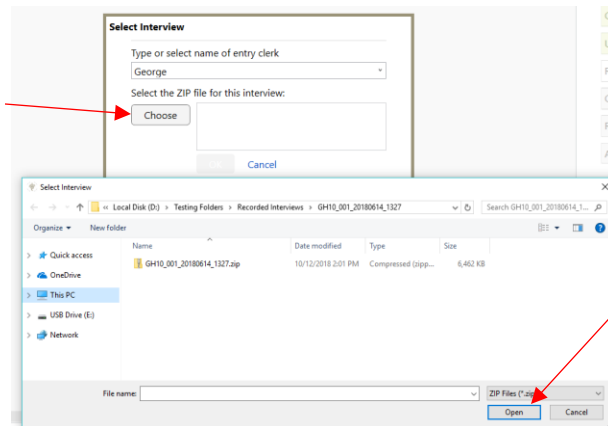 Select Interview
Type or select name of entry clerk
George
Select the ZIP file for this interview:
Choose
OK Cancel
Select Interview
« Local Disk (D:) › Testing Folders › Recorded Interviews › GH10_001_20180614_1327
Search GH10_001_20180614_1...
Organize New folder
Name Date modified Type Size
Quick access
GH10_001_20180614_1327.zip 10/12/2018 2:01 PM Compressed (zipp... 6,462 KB
OneDrive
This PC
USB Drive (E:)
Network
File name: ZIP Files (*.zip
Open Cancel